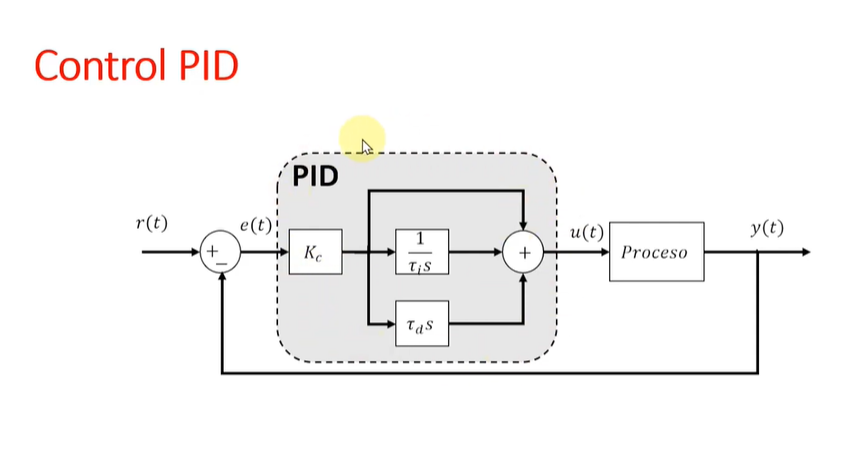 Control PID
PID
r(t)
e(t)
u(t)
y(t)
+
−
K_c
1
τ_i s
+
Proceso
τ_d s